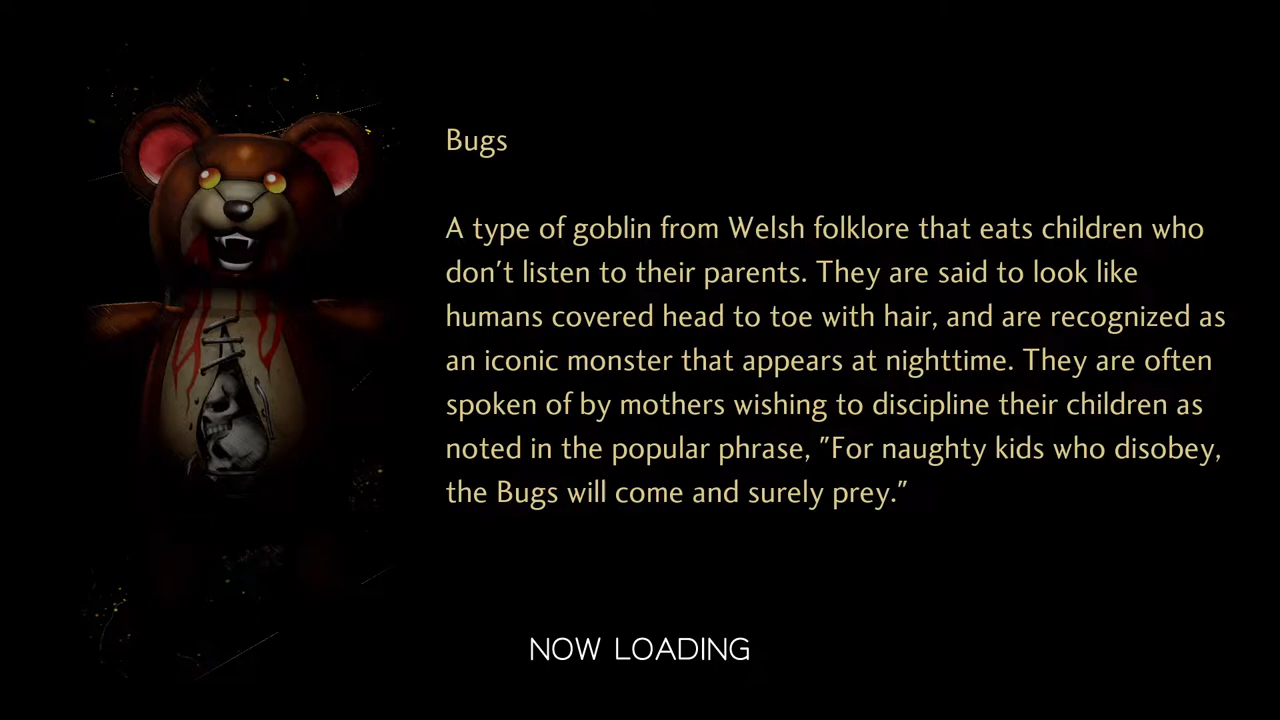 Bugs
A type of goblin from Welsh folklore that eats children who
don't listen to their parents. They are said to look like
humans covered head to toe with hair, and are recognized as
an iconic monster that appears at nighttime. They are often
spoken of by mothers wishing to discipline their children as
noted in the popular phrase, "For naughty kids who disobey,
the Bugs will come and surely prey."
NOW LOADING